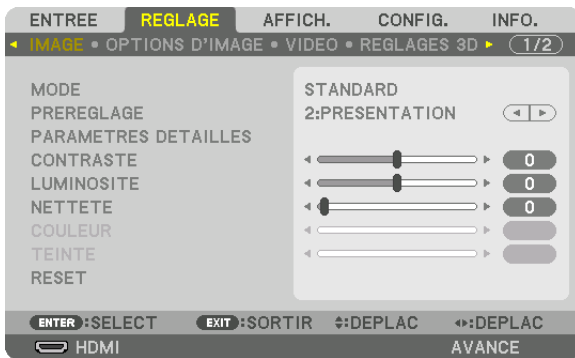 ENTREE REGLAGE AFFICH. CONFIG. INFO.
IMAGE • OPTIONS D'IMAGE • VIDEO • REGLAGES 3D 1/2
MODE STANDARD
PREREGLAGE 2:PRESENTATION
PARAMETRES DETAILLES
CONTRASTE 0
LUMINOSITE 0
NETTETE 0
COULEUR
TEINTE
RESET
ENTER :SELECT EXIT :SORTIR :DEPLAC :DEPLAC
HDMI AVANCE